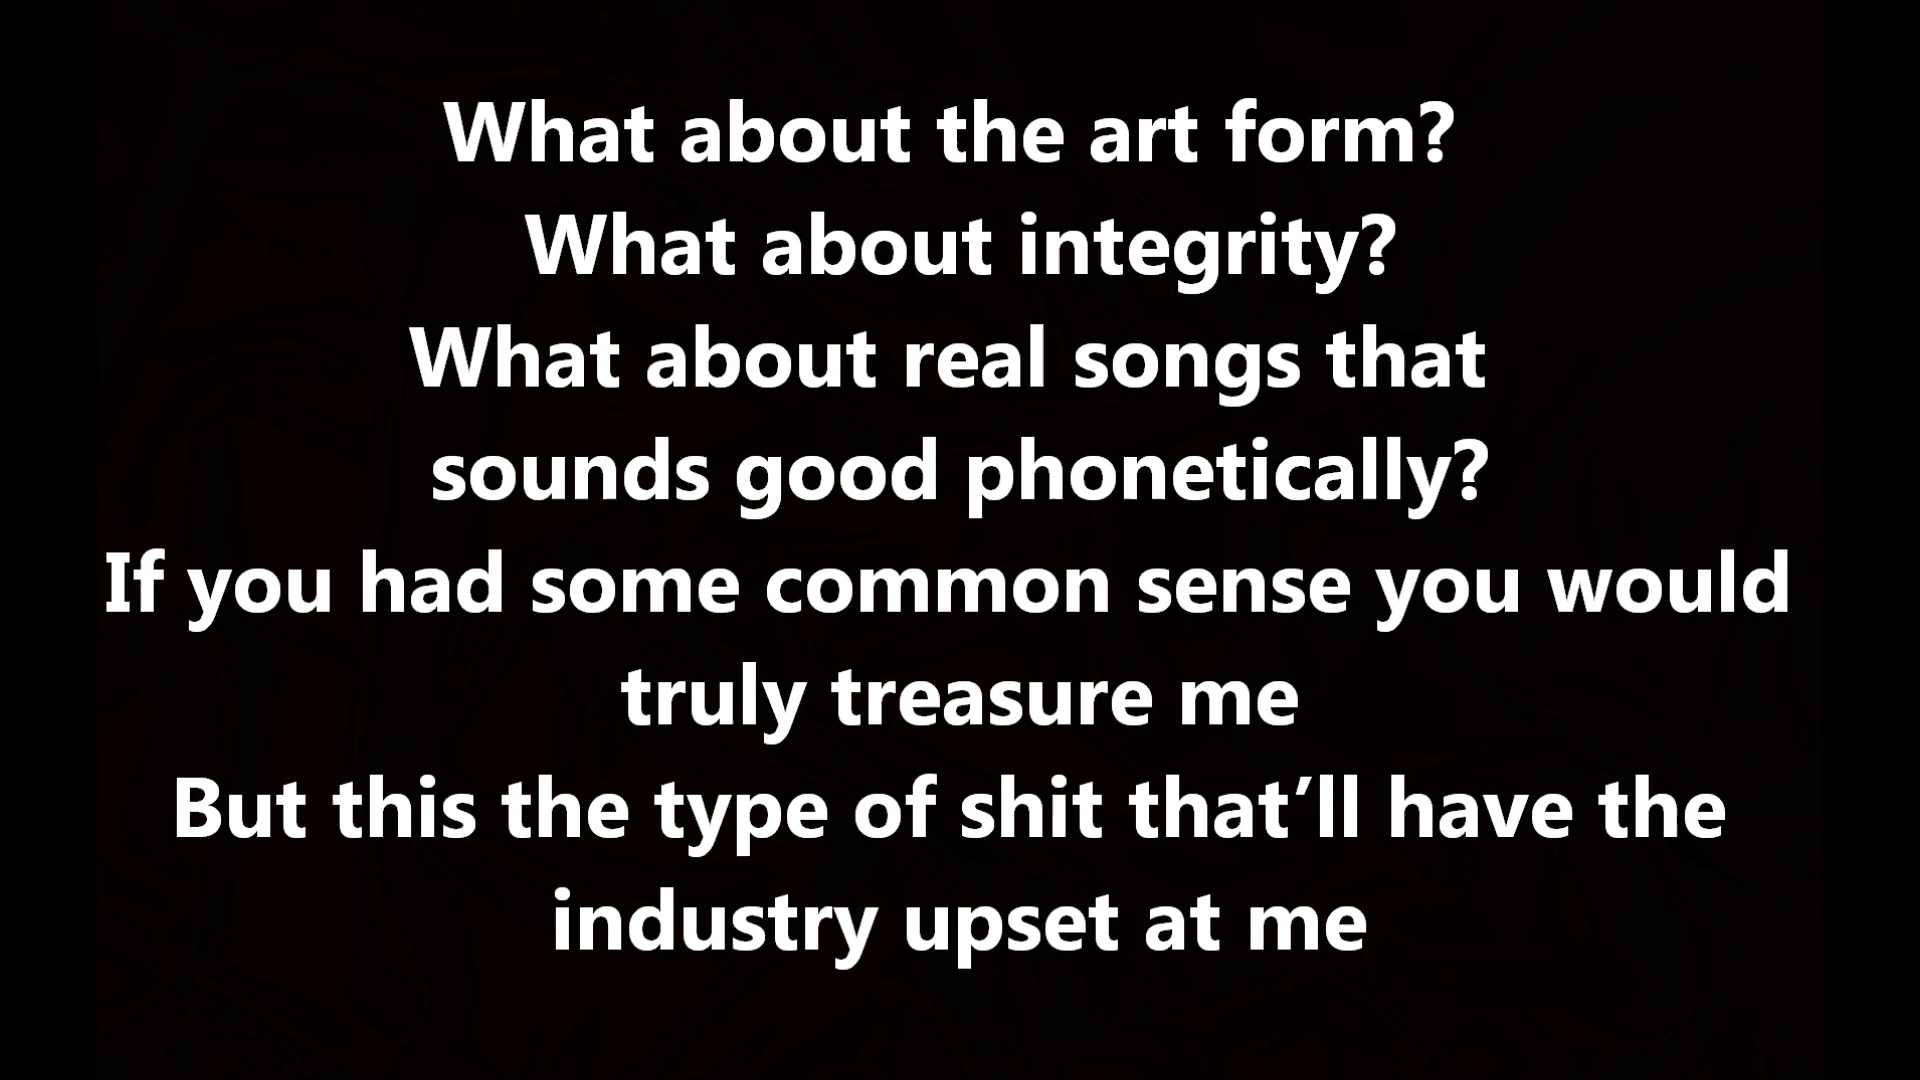 What about the art form?
What about integrity?
What about real songs that
sounds good phonetically?
If you had some common sense you would
truly treasure me
But this the type of shit that’ll have the
industry upset at me